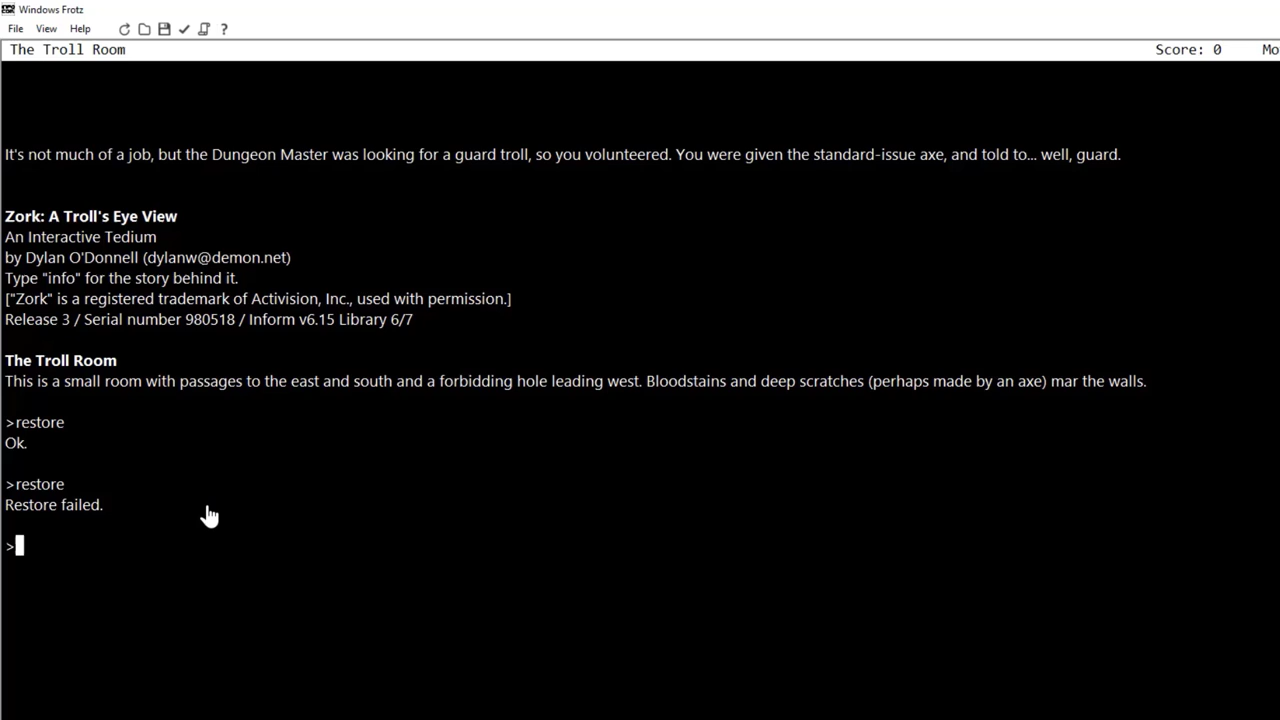 Windows Frotz
File View Help ?
The Troll Room Score: 0 Mo
It's not much of a job, but the Dungeon Master was looking for a guard troll, so you volunteered. You were given the standard-issue axe, and told to... well, guard.
Zork: A Troll's Eye View
An Interactive Tedium
by Dylan O'Donnell (dylanw@demon.net)
Type "info" for the story behind it.
["Zork" is a registered trademark of Activision, Inc., used with permission.]
Release 3 / Serial number 980518 / Inform v6.15 Library 6/7
The Troll Room
This is a small room with passages to the east and south and a forbidding hole leading west. Bloodstains and deep scratches (perhaps made by an axe) mar the walls.
>restore
Ok.
>restore
Restore failed.
>